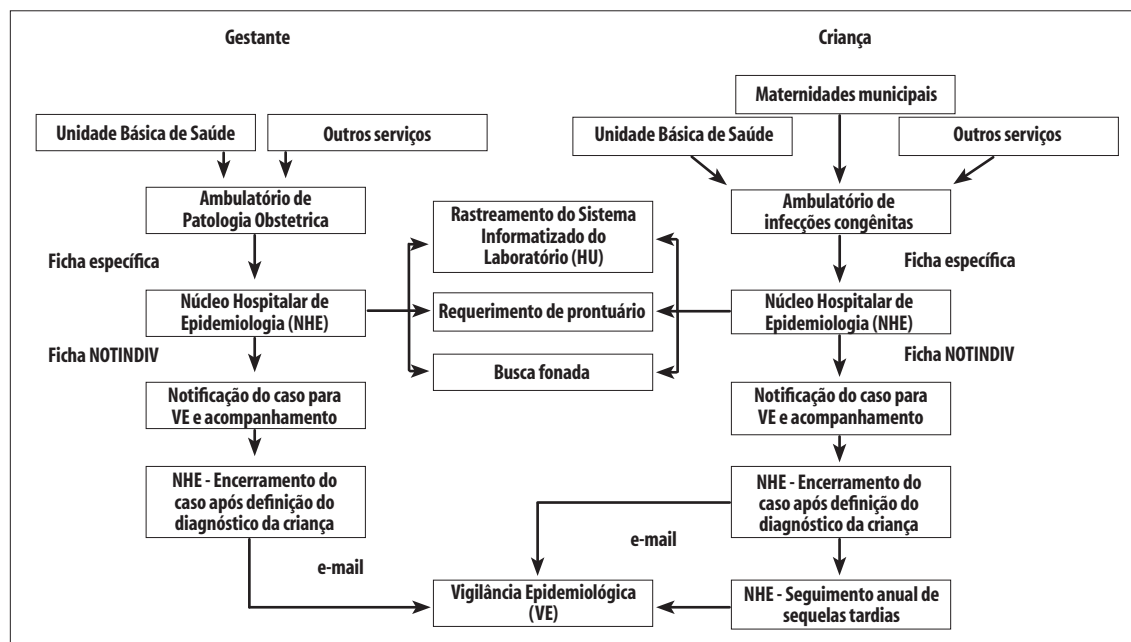 Gestante
Unidade Básica de Saúde
Outros serviços
Ambulatório de
Patologia Obstetrica
Ficha específica
Núcleo Hospitalar de
Epidemiologia (NHE)
Ficha NOTINDIV
Notificação do caso para
VE e acompanhamento
NHE - Encerramento do
caso após definição do
diagnóstico da criança
e-mail
Rastreamento do Sistema
Informatizado do
Laboratório (HU)
Requerimento de prontuário
Busca fonada
Vigilância Epidemiológica
(VE)
Criança
Maternidades municipais
Unidade Básica de Saúde
Outros serviços
Ambulatório de
infecções congênitas
Ficha específica
Núcleo Hospitalar de
Epidemiologia (NHE)
Ficha NOTINDIV
Notificação do caso para
VE e acompanhamento
NHE - Encerramento do
caso após definição do
diagnóstico da criança
e-mail
NHE - Seguimento anual de
sequelas tardias